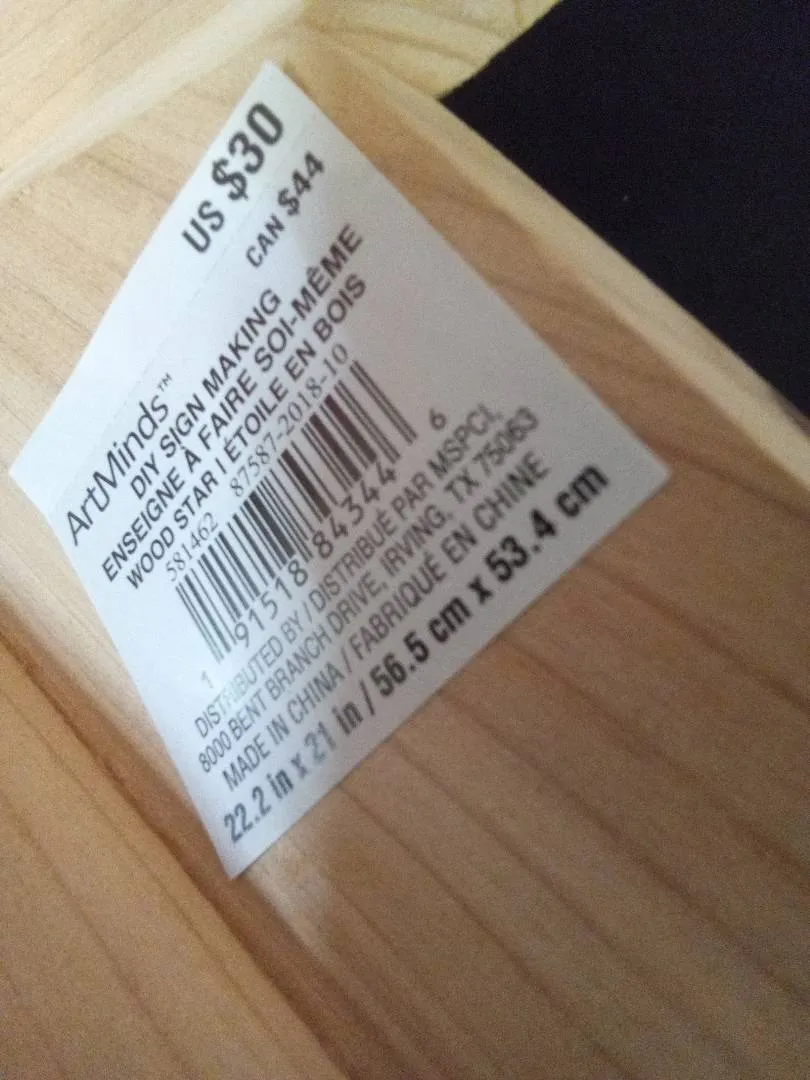 US $30
CAN $44
ArtMinds™
DIY SIGN MAKING
ENSEIGNE À FAIRE SOI-MÊME
WOOD STAR I ÉTOILE EN BOIS
581462 87587-2018-10
1 91518 84344 6
DISTRIBUTED BY / DISTRIBUÉ PAR MSPCI,
8000 BENT BRANCH DRIVE, IRVING, TX 75063
MADE IN CHINA / FABRIQUÉ EN CHINE
22.2 in x 21 in / 56.5 cm x 53.4 cm